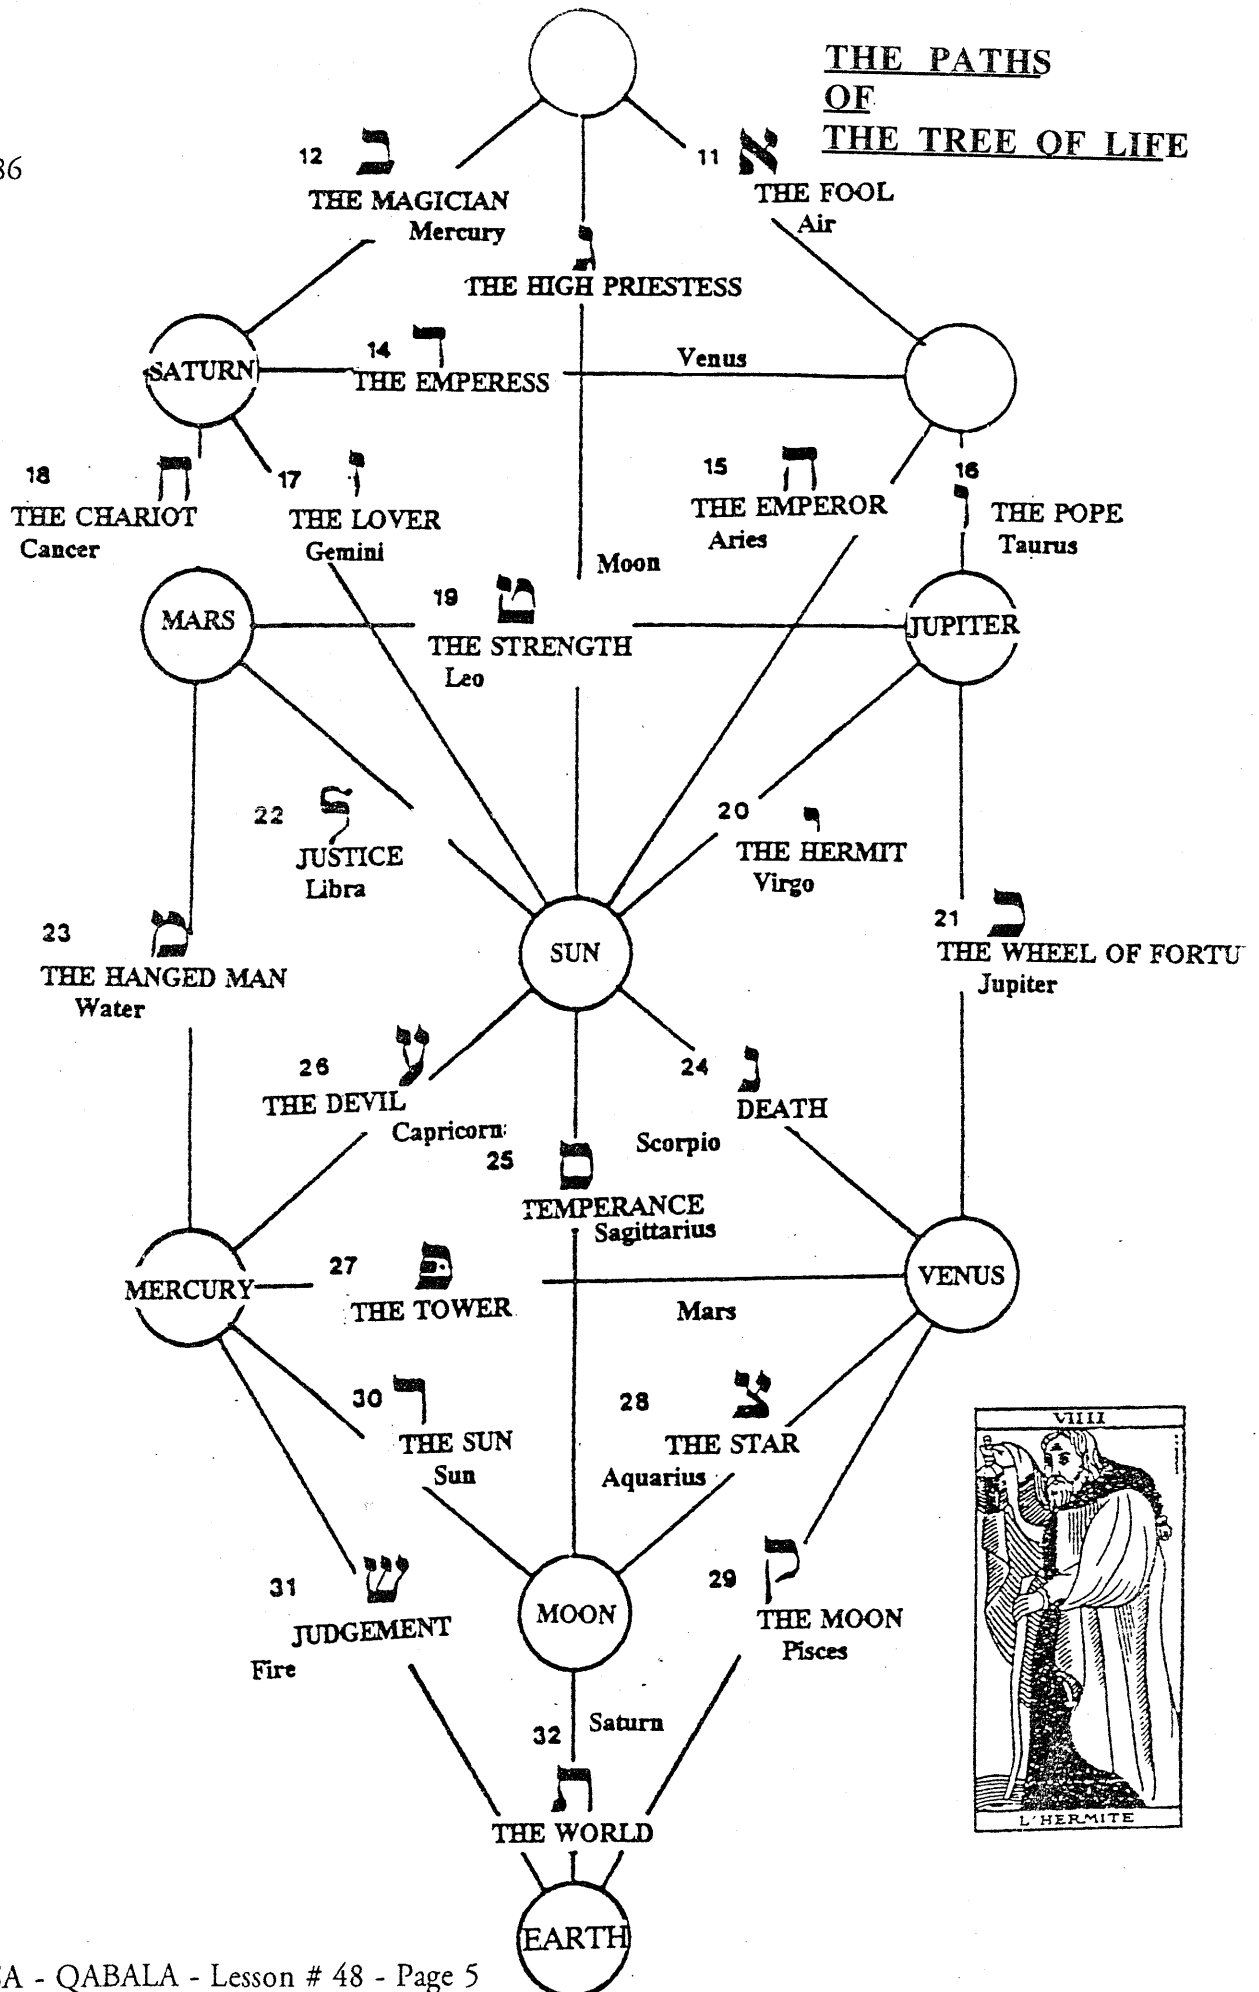 THE PATHS
OF
THE TREE OF LIFE
86
12 ב
THE MAGICIAN
Mercury
11 א
THE FOOL
Air
ג
THE HIGH PRIESTESS
SATURN
14 ד
THE EMPERESS
Venus
18 ח
THE CHARIOT
Cancer
17 ז
THE LOVER
Gemini
15 ה
THE EMPEROR
Aries
16
ו
THE POPE
Taurus
Moon
MARS
19 ט
THE STRENGTH
Leo
JUPITER
22 ל
JUSTICE
Libra
20 י
THE HERMIT
Virgo
23 מ
THE HANGED MAN
Water
SUN
21 כ
THE WHEEL OF FORTU
Jupiter
26 ע
THE DEVIL
Capricorn
24 נ
DEATH
Scorpio
25 ס
TEMPERANCE
Sagittarius
MERCURY
27 פּ
THE TOWER
Mars
VENUS
30 ר
THE SUN
Sun
28 צ
THE STAR
Aquarius
VIIII
L'HERMITE
31 ש
JUDGEMENT
Fire
MOON
29 ק
THE MOON
Pisces
Saturn
32
ת
THE WORLD
EARTH
A - QABALA - Lesson # 48 - Page 5